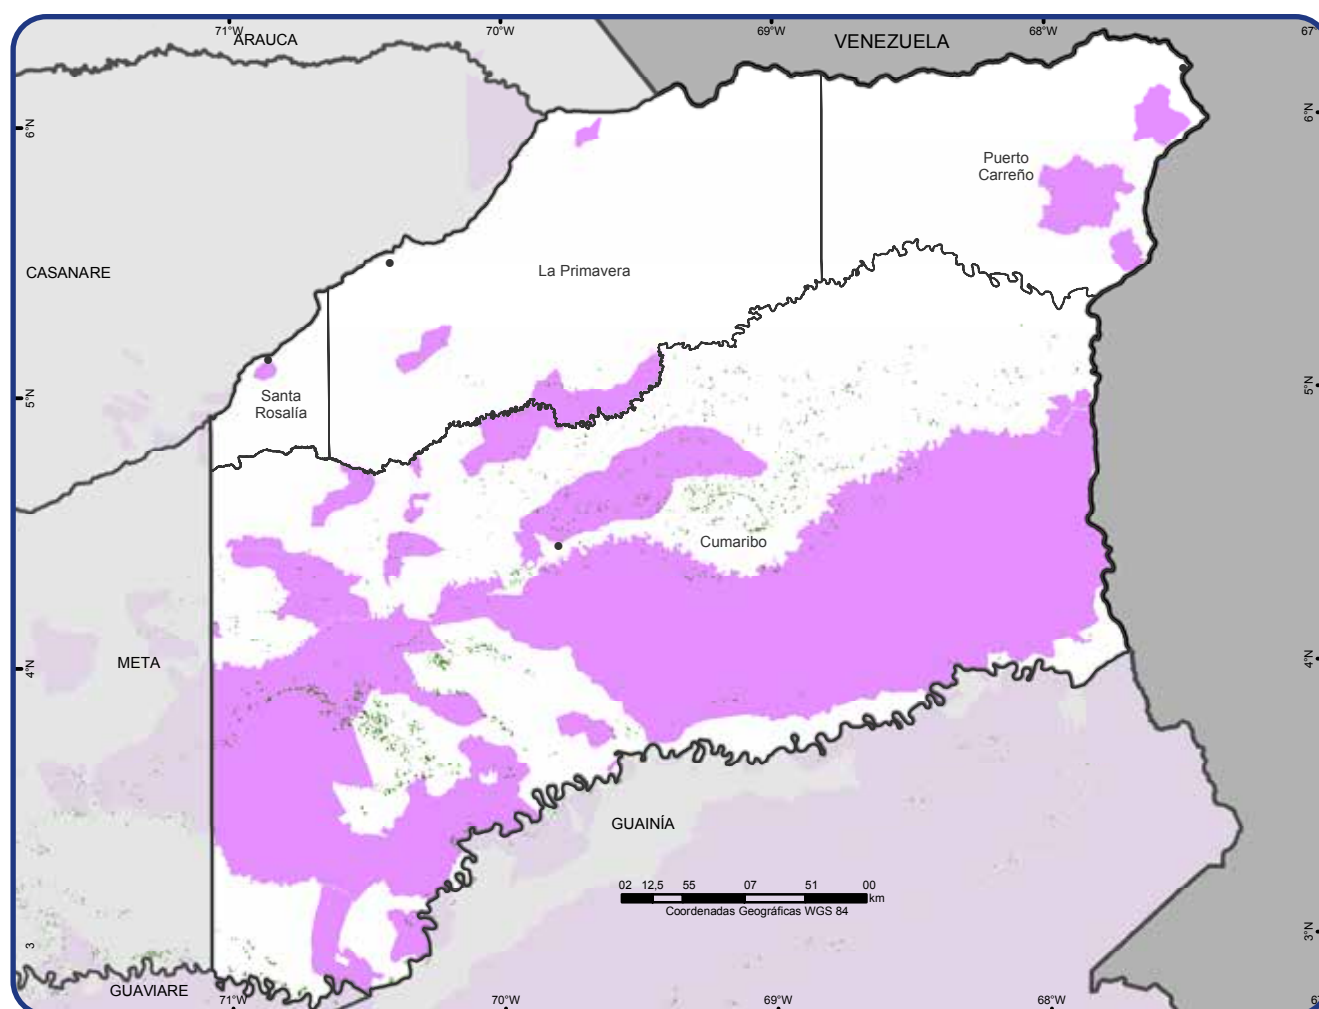 71°W
70°W
69°W
68°W
67°
ARAUCA
VENEZUELA
6°N
6°N
Puerto
Carreño
CASANARE
La Primavera
5°N
5°N
Santa
Rosalía
Cumaribo
META
4°N
4°N
GUAINÍA
02 12,5 55 07 51 00
km
Coordenadas Geográficas WGS 84
3
3°N
GUAVIARE
71°W
70°W
69°W
68°W